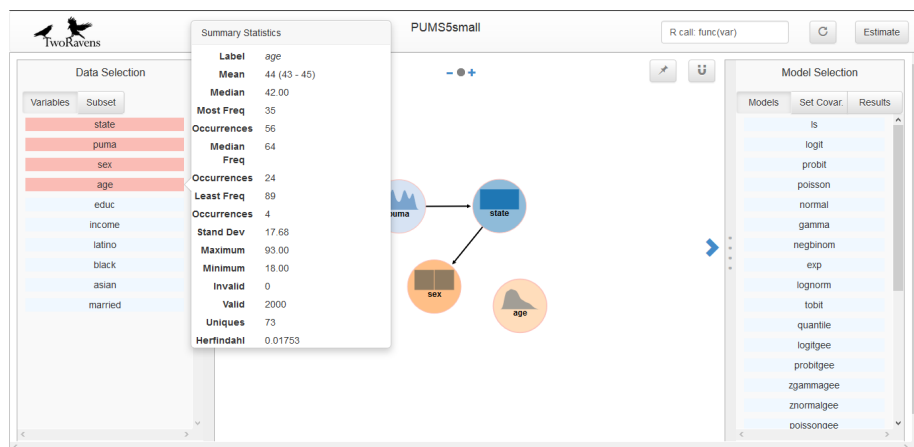 TwoRavens
PUMS5small
R call: func(var)
Estimate
Data Selection
Variables Subset
state
puma
sex
age
educ
income
latino
black
asian
married
Summary Statistics
Label age
Mean 44 (43 - 45)
Median 42.00
Most Freq 35
Occurrences 56
Median Freq 64
Occurrences 24
Least Freq 89
Occurrences 4
Stand Dev 17.68
Maximum 93.00
Minimum 18.00
Invalid 0
Valid 2000
Uniques 73
Herfindahl 0.01753
puma
state
sex
age
Model Selection
Models Set Covar. Results
ls
logit
probit
poisson
normal
gamma
negbinom
exp
lognorm
tobit
quantile
logitgee
probitgee
zgammagee
znormalgee
poissongee